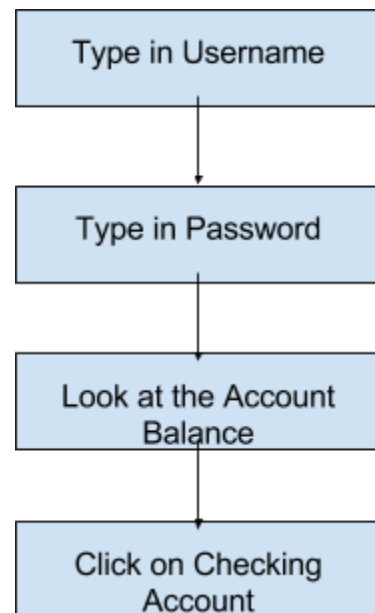 Type in Username
Type in Password
Look at the Account
Balance
Click on Checking
Account